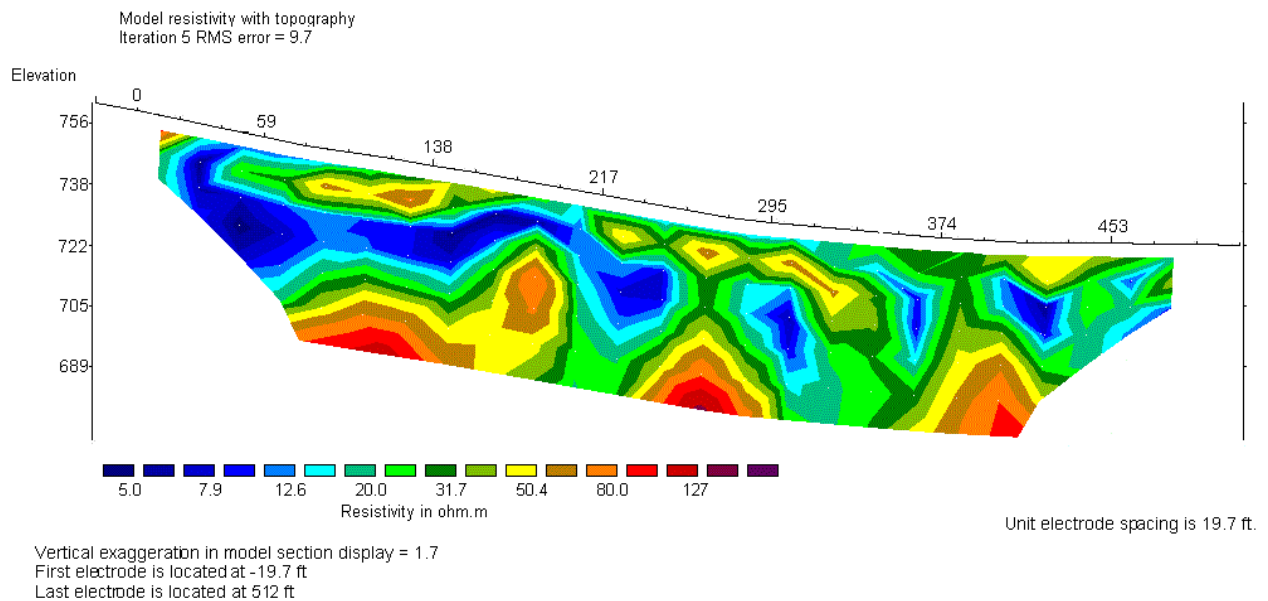 Model resistivity with topography
Iteration 5 RMS error = 9.7
Elevation
0
59
138
217
295
374
453
756
738
722
705
689
5.0 7.9 12.6 20.0 31.7 50.4 80.0 127
Resistivity in ohm.m
Unit electrode spacing is 19.7 ft.
Vertical exaggeration in model section display = 1.7
First electrode is located at -19.7 ft
Last electrode is located at 512 ft